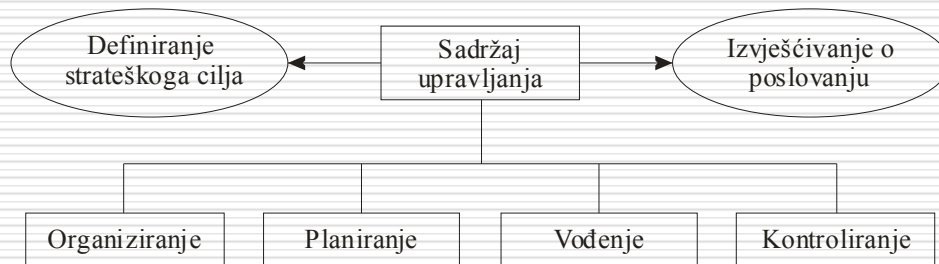 Definiranje
strateškoga cilja
Sadržaj
upravljanja
Izvješćivanje o
poslovanju
Organiziranje
Planiranje
Vođenje
Kontroliranje